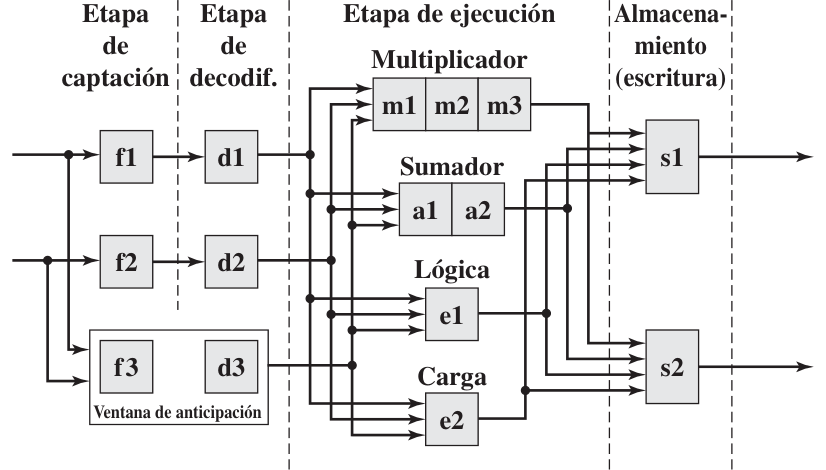 Etapa
de
captación
Etapa
de
decodif.
Etapa de ejecución
Almacena-
miento
(escritura)
Multiplicador
m1 m2 m3
f1
d1
s1
Sumador
a1 a2
f2
d2
Lógica
e1
f3
d3
Ventana de anticipación
Carga
e2
s2